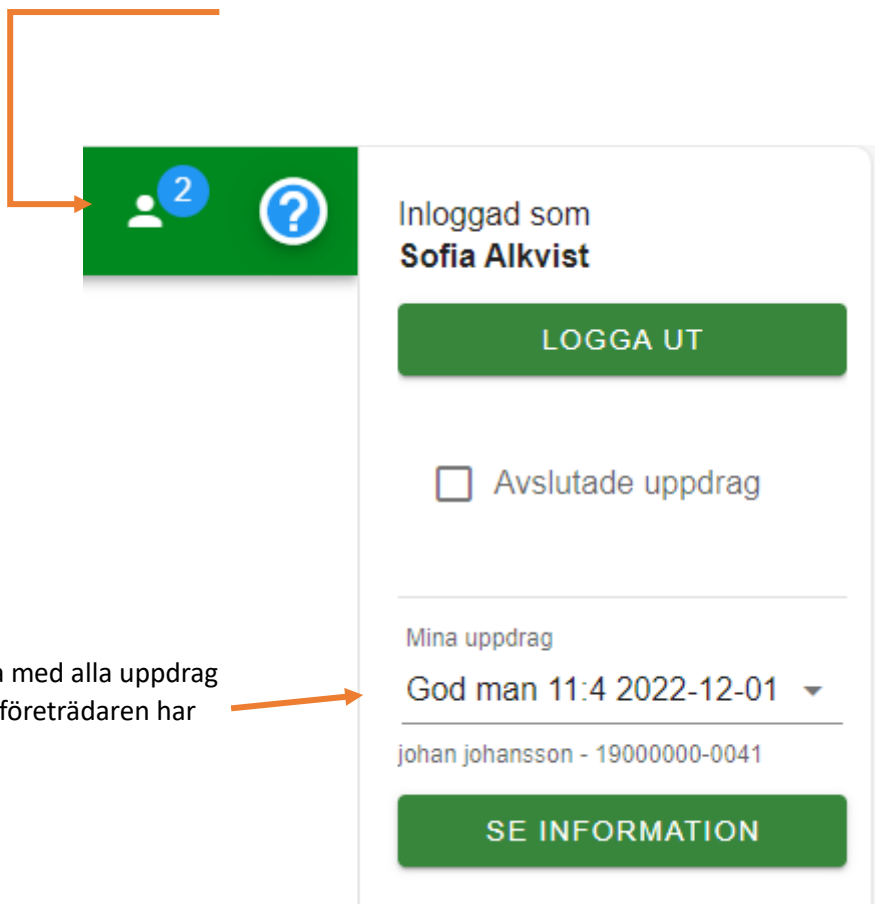 2
?
Inloggad som
Sofia Alkvist
LOGGA UT
Avslutade uppdrag
Mina uppdrag
med alla uppdrag
företrädaren har
God man 11:4 2022-12-01
johan johansson - 19000000-0041
SE INFORMATION